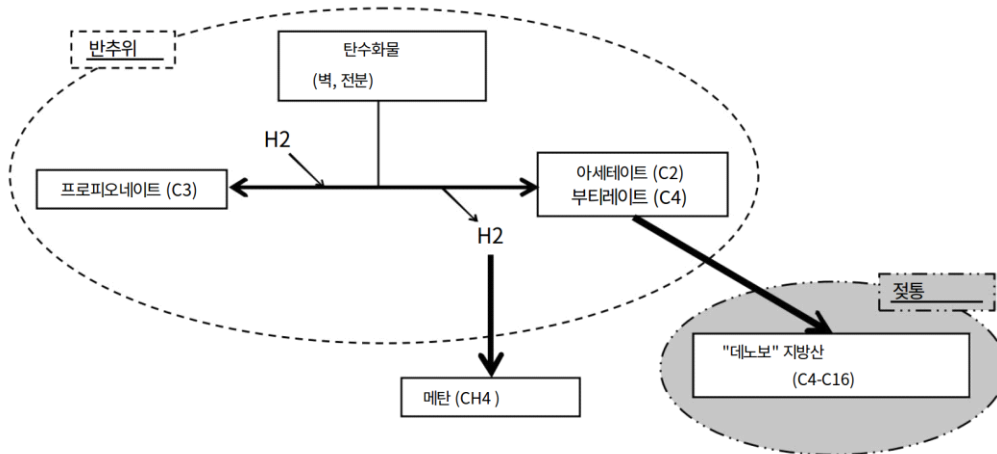 반추위
탄수화물
(벽, 전분)
H2
프로피오네이트 (C3)
아세테이트 (C2)
부티레이트 (C4)
H2
젖통
"데노보" 지방산
(C4-C16)
메탄 (CH4 )